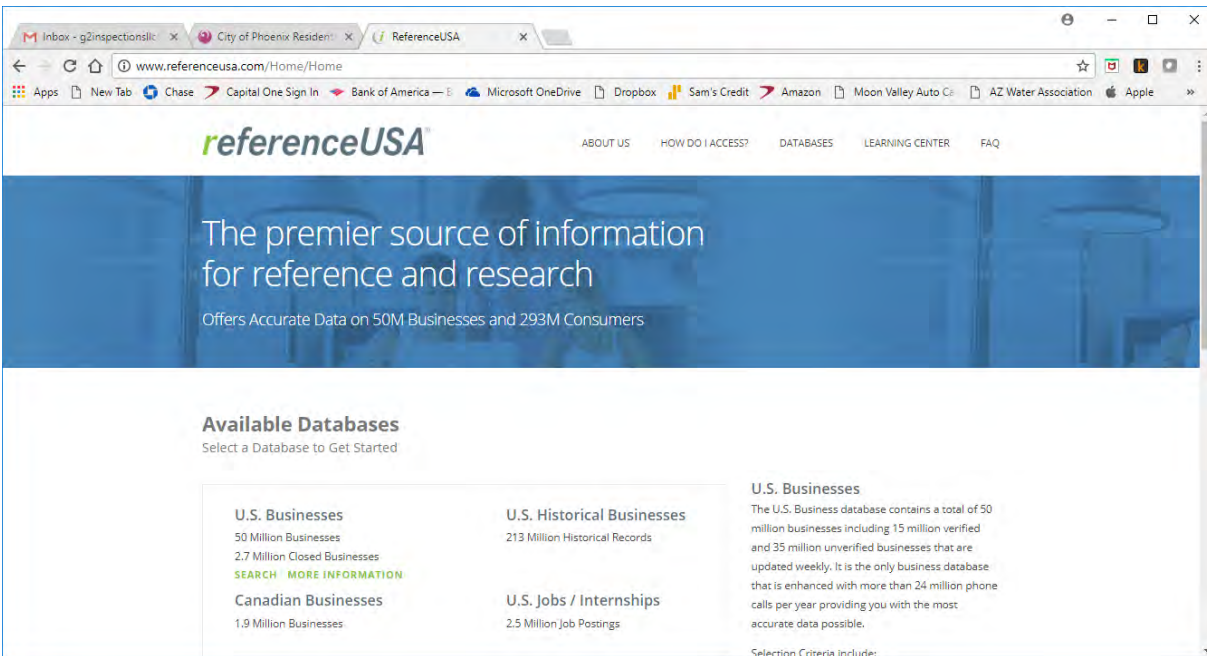 Inbox - g2inspectionsllc
City of Phoenix Resident
ReferenceUSA
www.referenceusa.com/Home/Home
Apps New Tab Chase Capital One Sign In Bank of America — Microsoft OneDrive Dropbox Sam's Credit Amazon Moon Valley Auto Ca AZ Water Association Apple »
referenceUSA
ABOUT US HOW DO I ACCESS? DATABASES LEARNING CENTER FAQ
The premier source of information
for reference and research
Offers Accurate Data on 50M Businesses and 293M Consumers
Available Databases
Select a Database to Get Started
U.S. Businesses
50 Million Businesses
2.7 Million Closed Businesses
SEARCH MORE INFORMATION
U.S. Historical Businesses
213 Million Historical Records
Canadian Businesses
1.9 Million Businesses
U.S. Jobs / Internships
2.5 Million Job Postings
U.S. Businesses
The U.S. Business database contains a total of 50
million businesses including 15 million verified
and 35 million unverified businesses that are
updated weekly. It is the only business database
that is enhanced with more than 24 million phone
calls per year providing you with the most
accurate data possible.
Selection Criteria include: